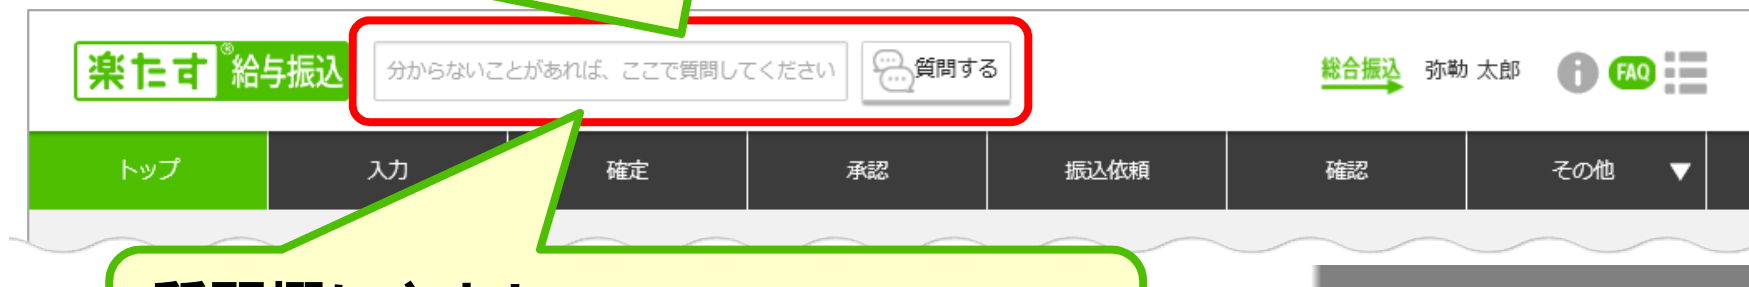 楽たす®給与振込
分からないことがあれば、ここで質問してください
質問する
総合振込
弥勒 太郎
i
FAQ
トップ
入力
確定
承認
振込依頼
確認
その他 ▼